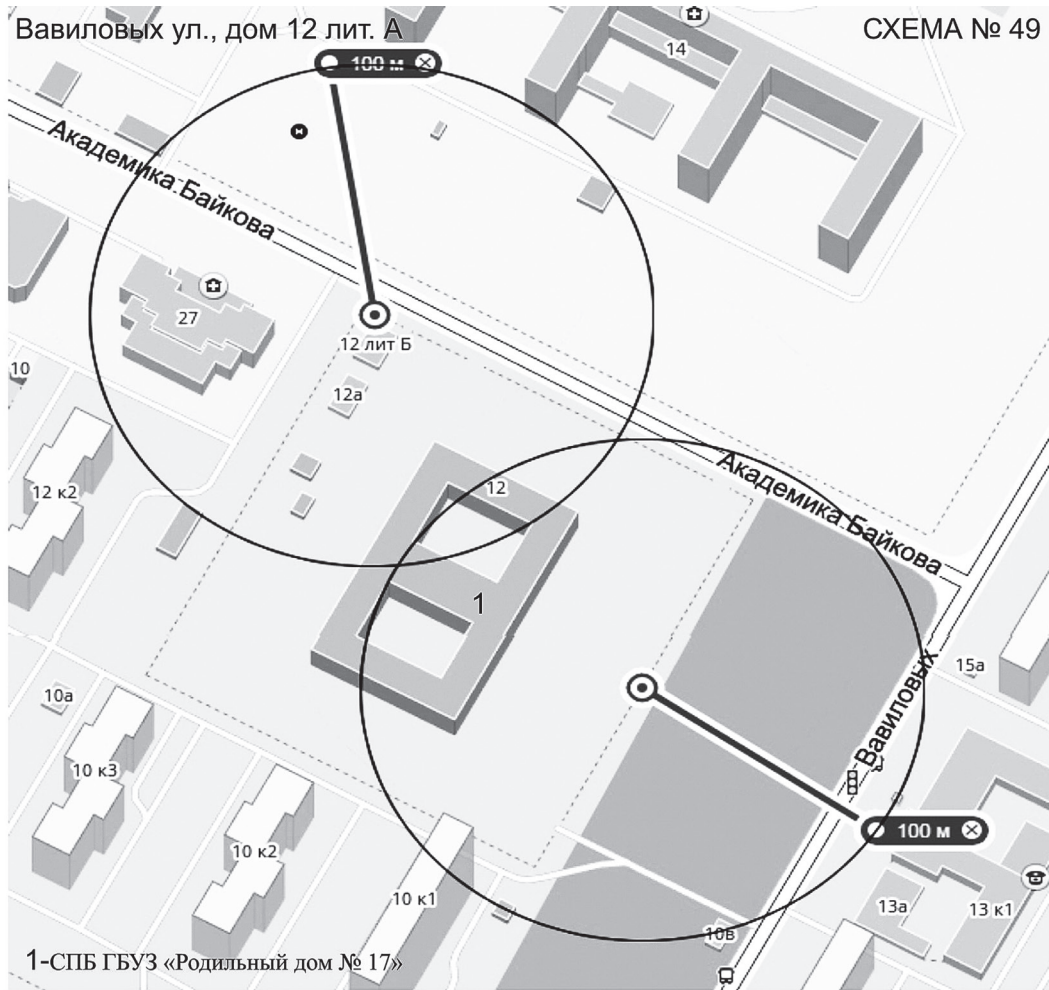 Вавиловых ул., дом 12 лит. А
СХЕМА № 49
100 м
14
Академика Байкова
27
12 лит Б
10
12а
12 к2
12
Академика Байкова
1
15а
10а
Вавиловых
10 к3
100 м
10 к2
10 к1
13а
13 к1
10в
1-СПБ ГБУЗ «Родильный дом № 17»